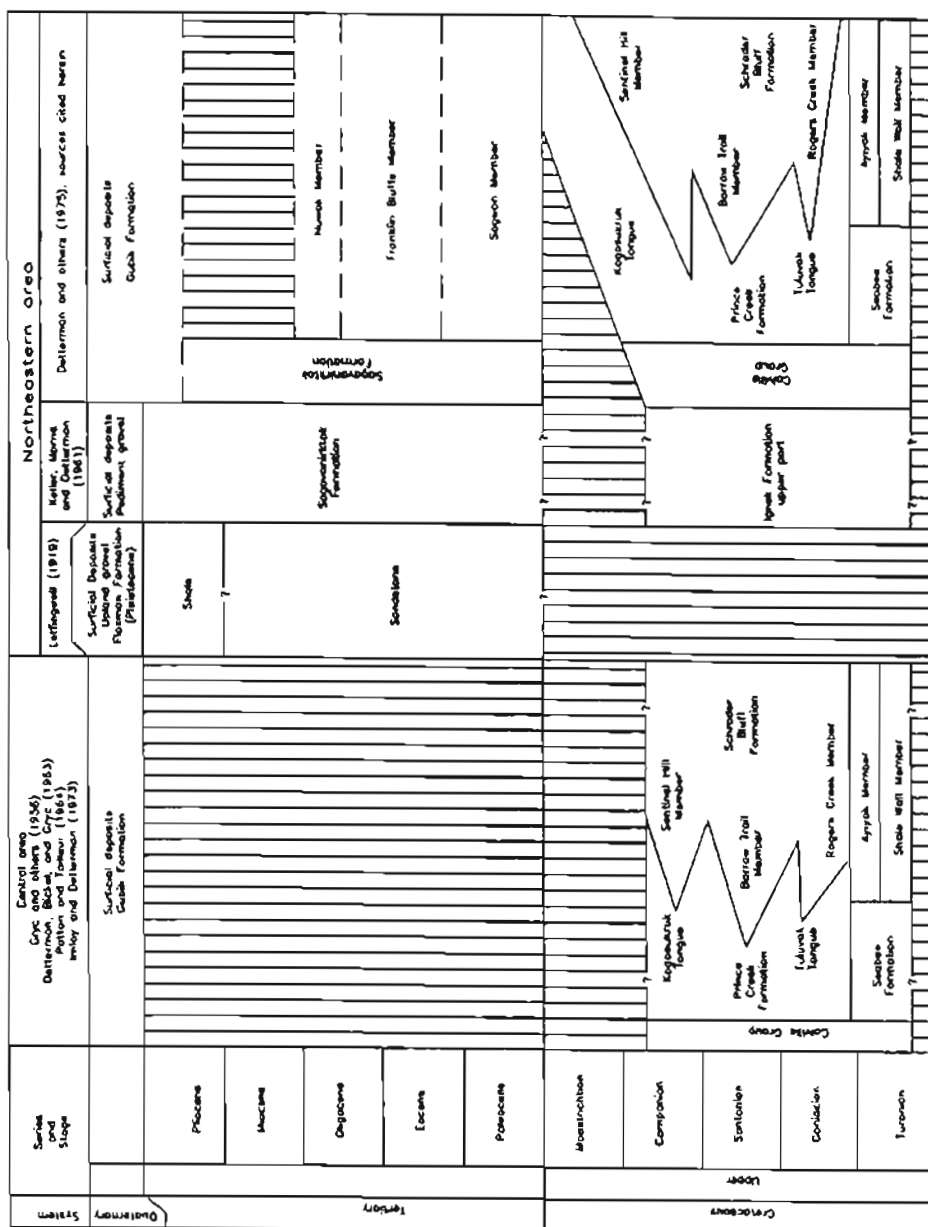 System
Series
and
Stage
Central area
Gryc and others (1956)
Detterman, Bickel, and Gryc (1963)
Patton and Tailleur (1964)
Imlay and Detterman (1973)
Northeastern area
Leffingwell (1919)
Keller, Morris
and Detterman
(1961)
Detterman and others (1975), sources cited herein
Quaternary
Surficial deposits
Gubik Formation
Surficial Deposits
Upland gravel
Flaxman Formation
(Pleistocene)
Surficial deposits
Pediment gravel
Surficial deposits
Gubik Formation
Tertiary
Pliocene
Miocene
Oligocene
Eocene
Paleocene
Shale
?
Sandstone
Sagavanirktok
Formation
Sagavanirktok
Formation
Nuwok Member
Franklin Bluffs Member
Sagwon Member
? ? ? ?
Cretaceous
Upper
Maastrichtian
Campanian
Santonian
Coniacian
Turonian
? ?
Colville Group
Kogosukruk
Tongue
Sentinel Hill
Member
Prince
Creek
Formation
Barrow Trail
Member
Schrader
Bluff
Formation
Tuluvak
Tongue
Rogers Creek Member
Seabee
Formation
Ayiyak Member
Shale Wall Member
? ?
Ignek Formation
upper part
?
Kogosukruk
Tongue
Sentinel Hill
Member
Prince Creek
Formation
Barrow Trail
Member
Schrader
Bluff
Formation
Tuluvak
Tongue
Rogers Creek Member
Seabee
Formation
Ayiyak Member
Shale Wall Member